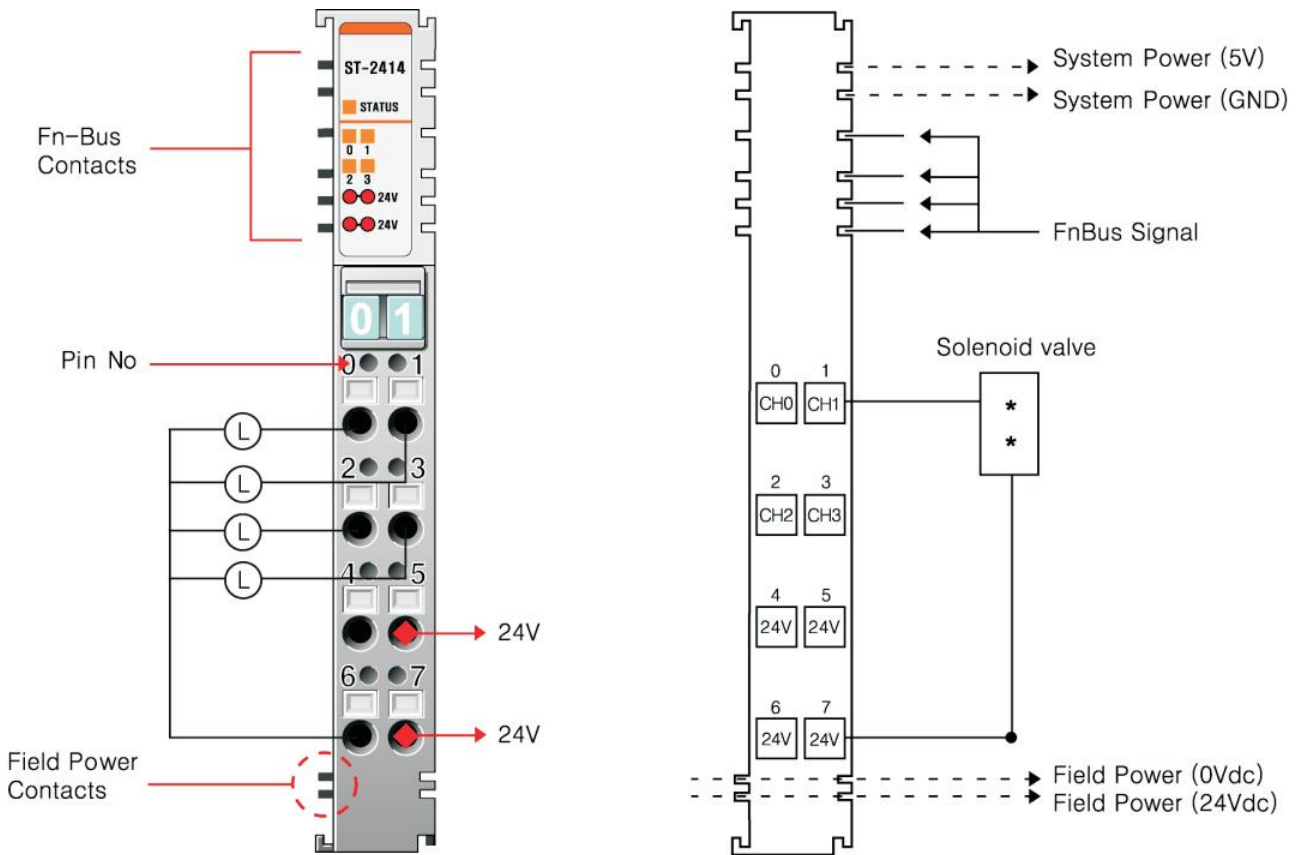 ST-2414
STATUS
0 1
2 3
24V
24V
Fn-Bus
Contacts
0 1
Pin No
0 1
L
2 3
L
L
L
4 5
24V
6 7
24V
Field Power
Contacts
System Power (5V)
System Power (GND)
FnBus Signal
Solenoid valve
0 1
CH0 CH1
*
*
2 3
CH2 CH3
4 5
24V 24V
6 7
24V 24V
Field Power (0Vdc)
Field Power (24Vdc)